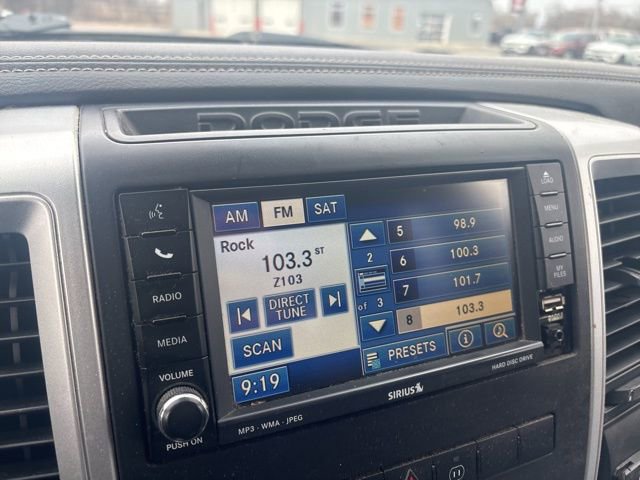 DODGE
AM FM SAT
Rock
103.3 ST
Z103
DIRECT
TUNE
SCAN
9:19
2
of 3
5 98.9
6 100.3
7 101.7
8 103.3
PRESETS
RADIO
MEDIA
VOLUME
PUSH ON
LOAD
MENU
AUDIO
MY
FILES
MP3 - WMA - JPEG
SIRIUS
HARD DISC DRIVE